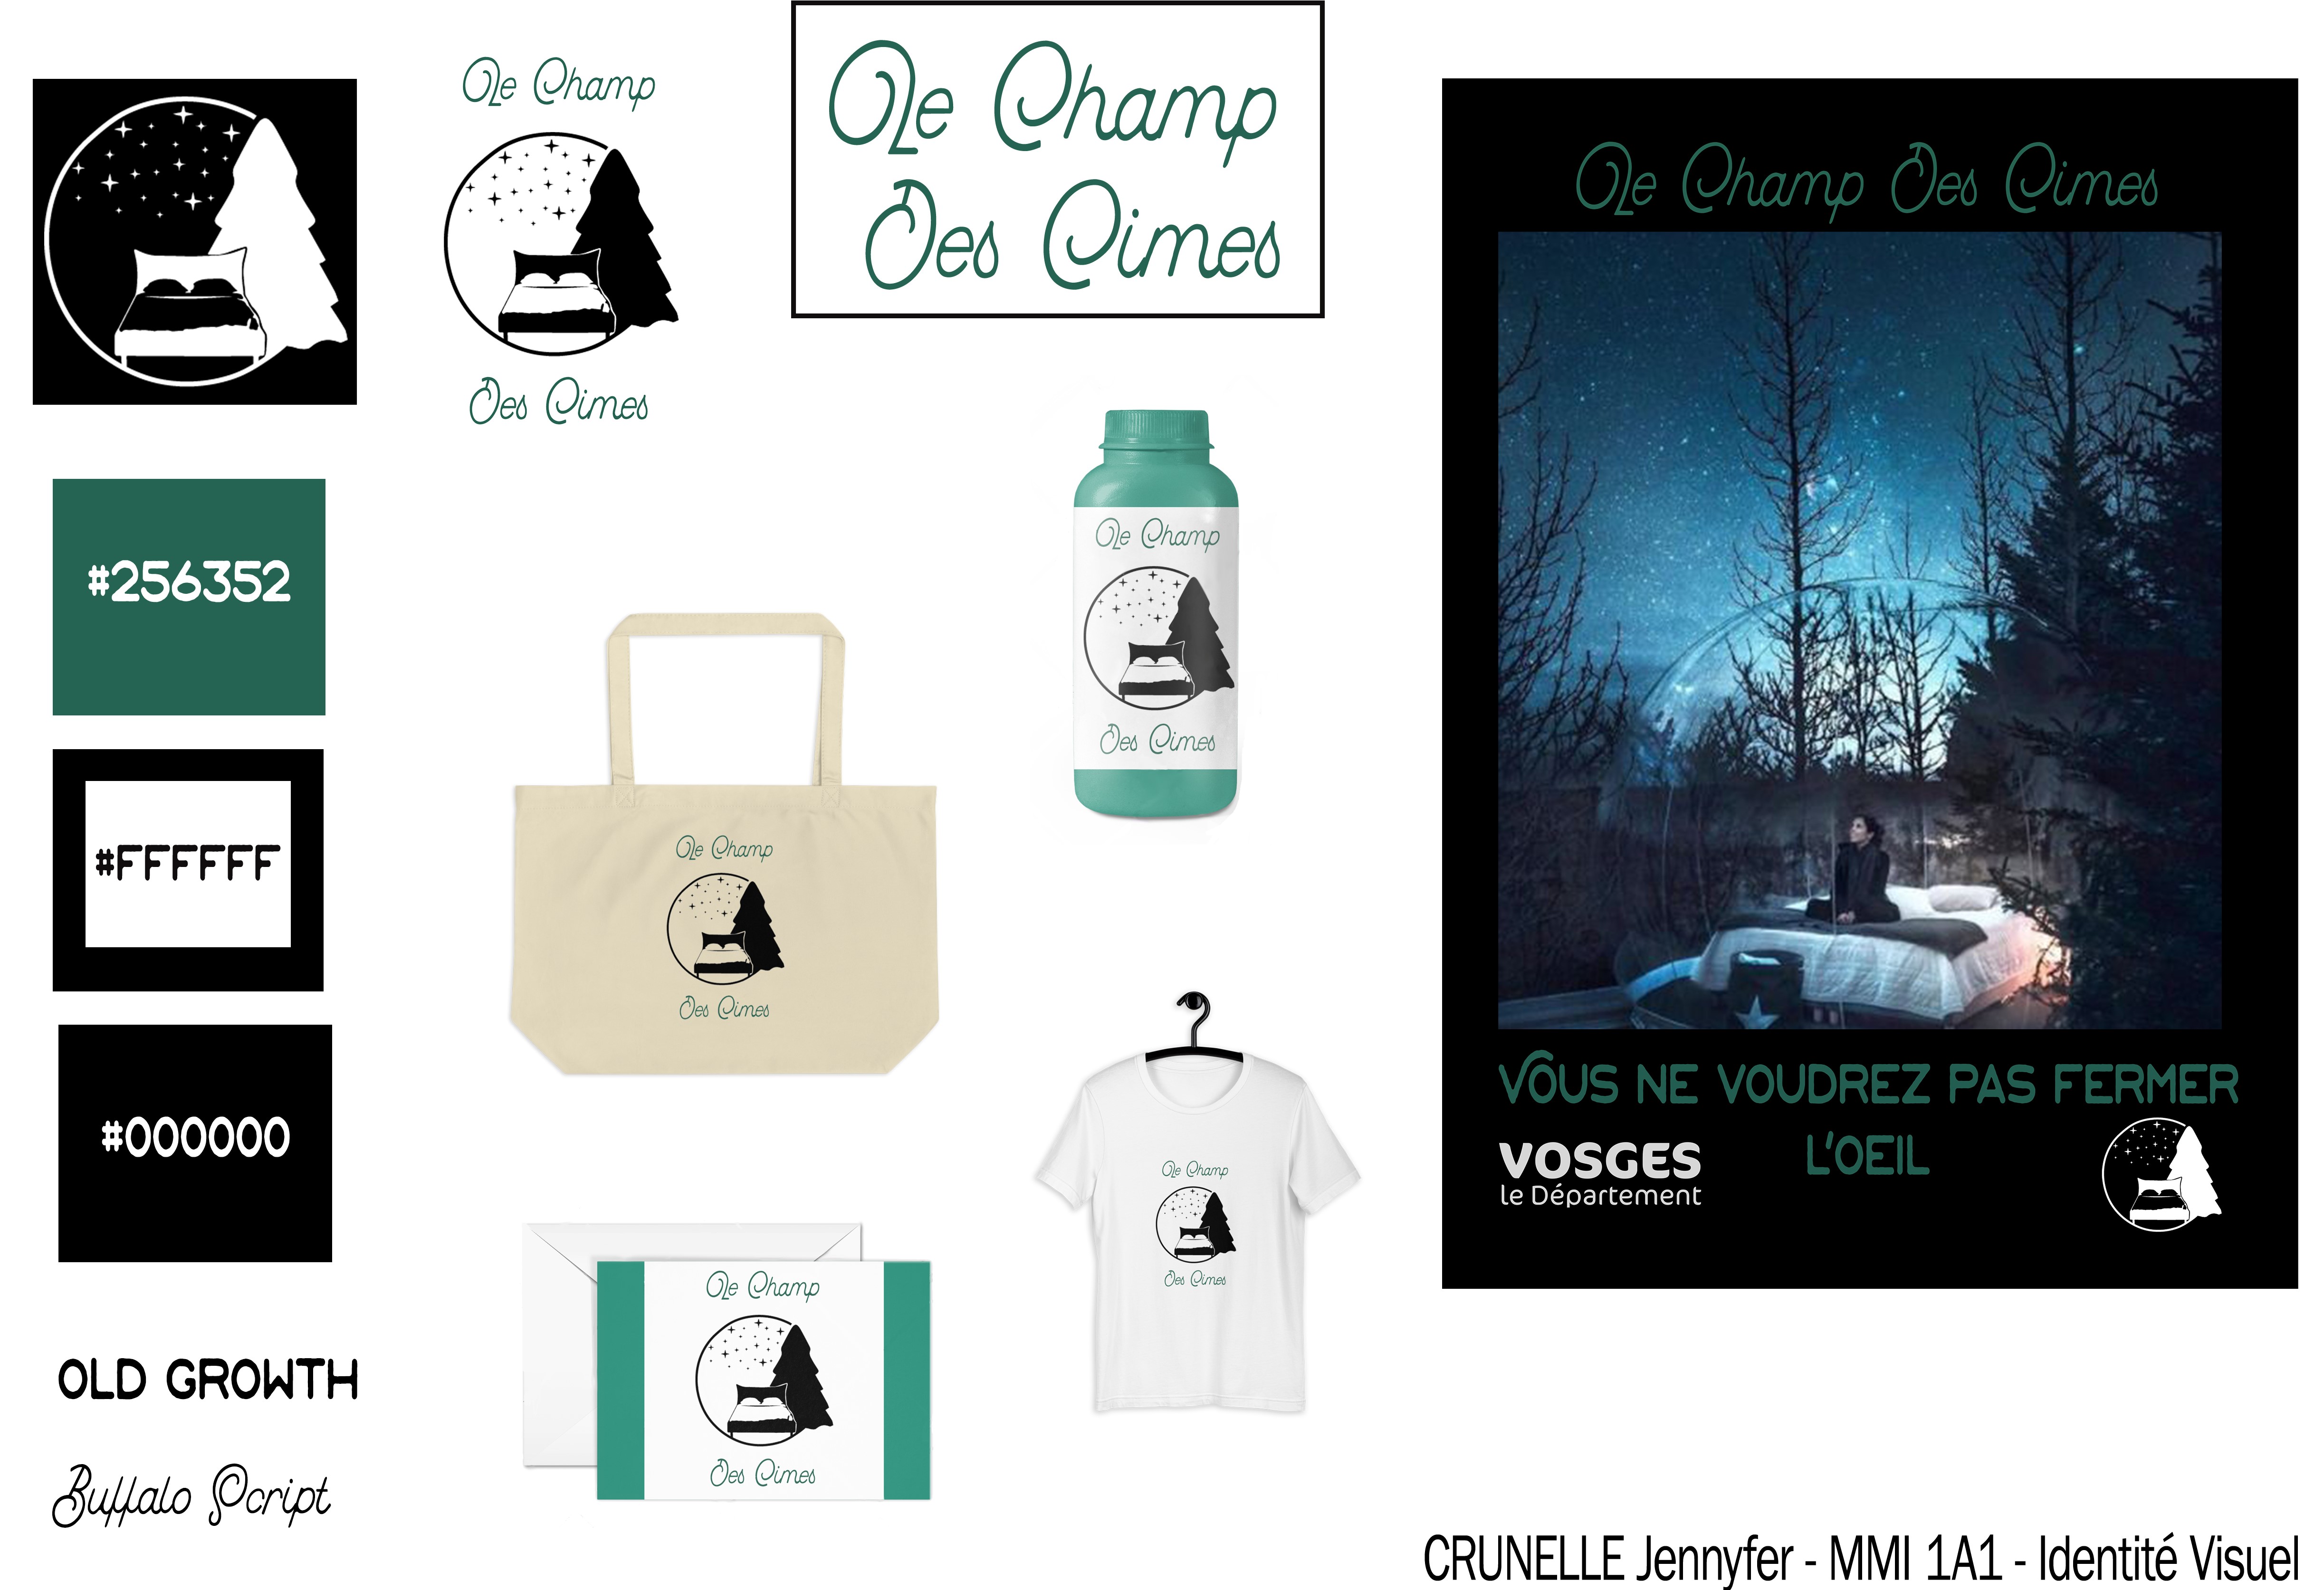 Le Champ
Des Cimes
Le Champ
Des Cimes
#256352
#FFFFFF
#000000
OLD GROWTH
Buffalo Script
Le Champ
Des Cimes
Le Champ
Des Cimes
Le Champ
Des Cimes
Le Champ
Des Cimes
Le Champ Des Cimes
VOUS NE VOUDREZ PAS FERMER
L'OEIL
VOSGES
le Département
CRUNELLE Jennyfer - MMI 1A1 - Identité Visuel